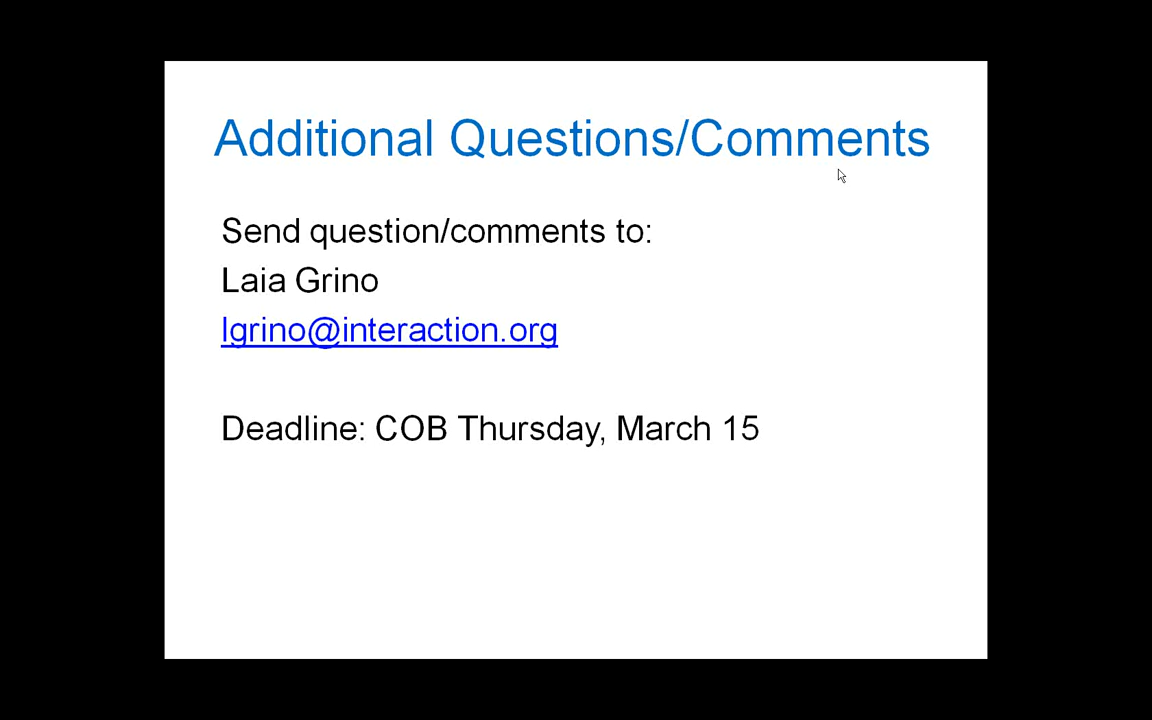 Additional Questions/Comments
Send question/comments to:
Laia Grino
lgrino@interaction.org
Deadline: COB Thursday, March 15